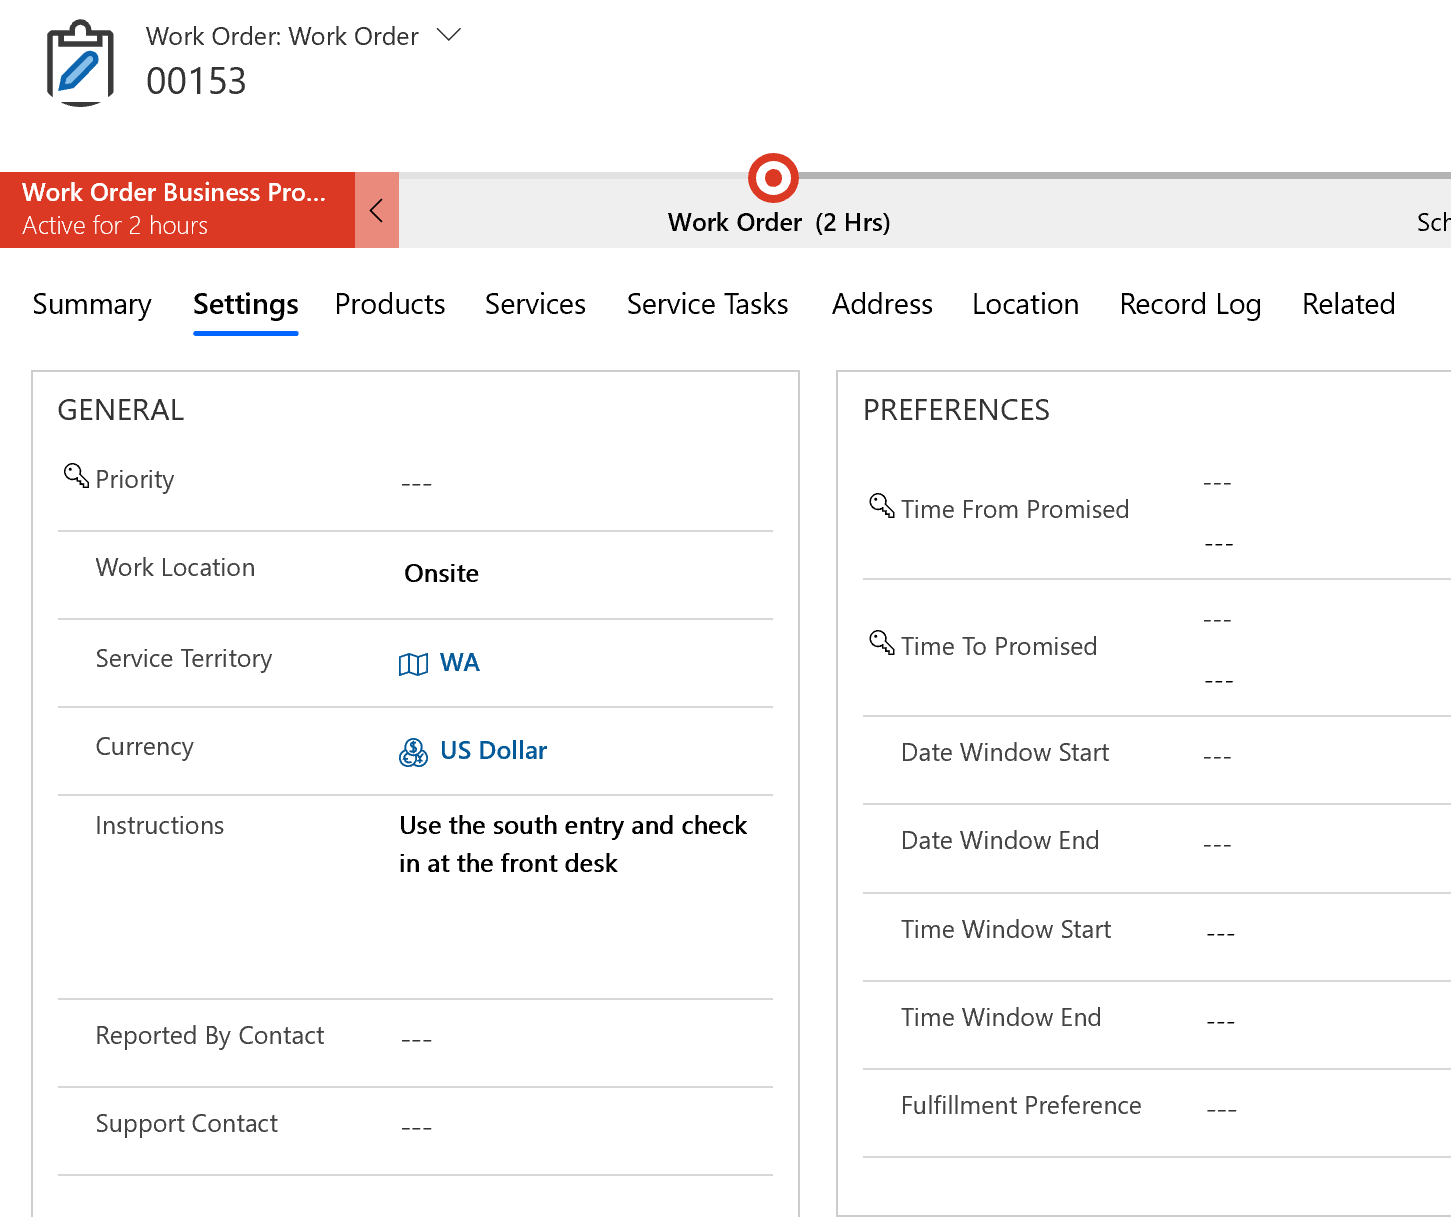 Work Order: Work Order
00153
Work Order Business Pro...
Active for 2 hours
Work Order (2 Hrs)
Sch
Summary Settings Products Services Service Tasks Address Location Record Log Related
GENERAL
Priority ---
Work Location Onsite
Service Territory WA
Currency US Dollar
Instructions Use the south entry and check
in at the front desk
Reported By Contact ---
Support Contact ---
PREFERENCES
Time From Promised ---
---
Time To Promised ---
---
Date Window Start ---
Date Window End ---
Time Window Start ---
Time Window End ---
Fulfillment Preference ---